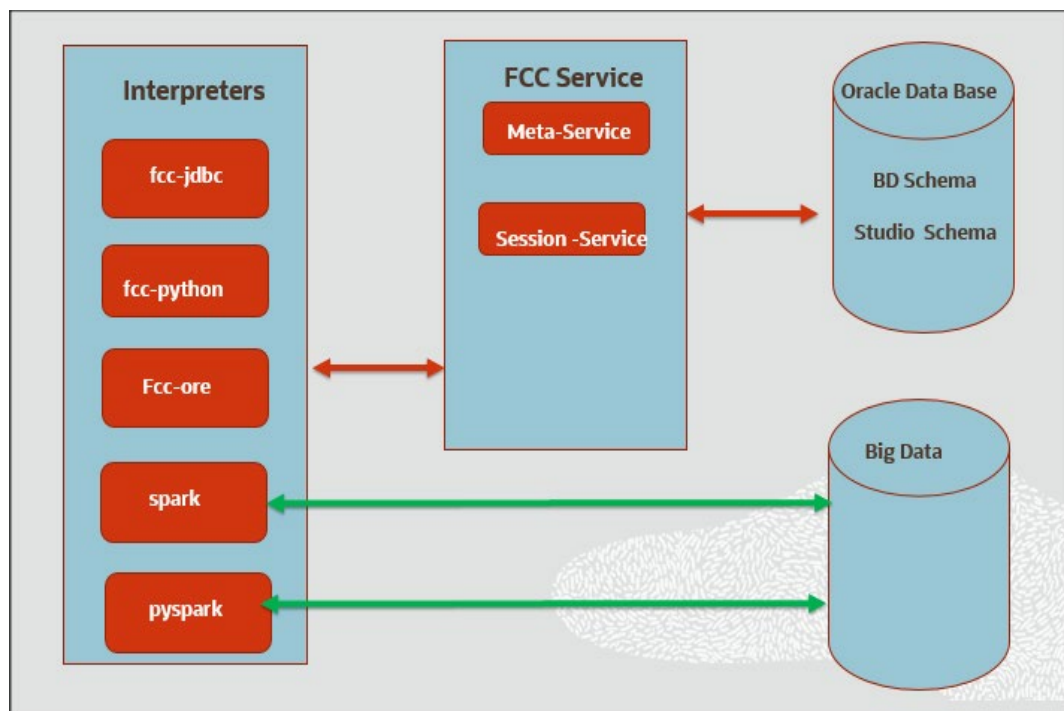 Interpreters
fcc-jdbc
fcc-python
Fcc-ore
spark
pyspark
FCC Service
Meta-Service
Session -Service
Oracle Data Base
BD Schema
Studio Schema
Big Data